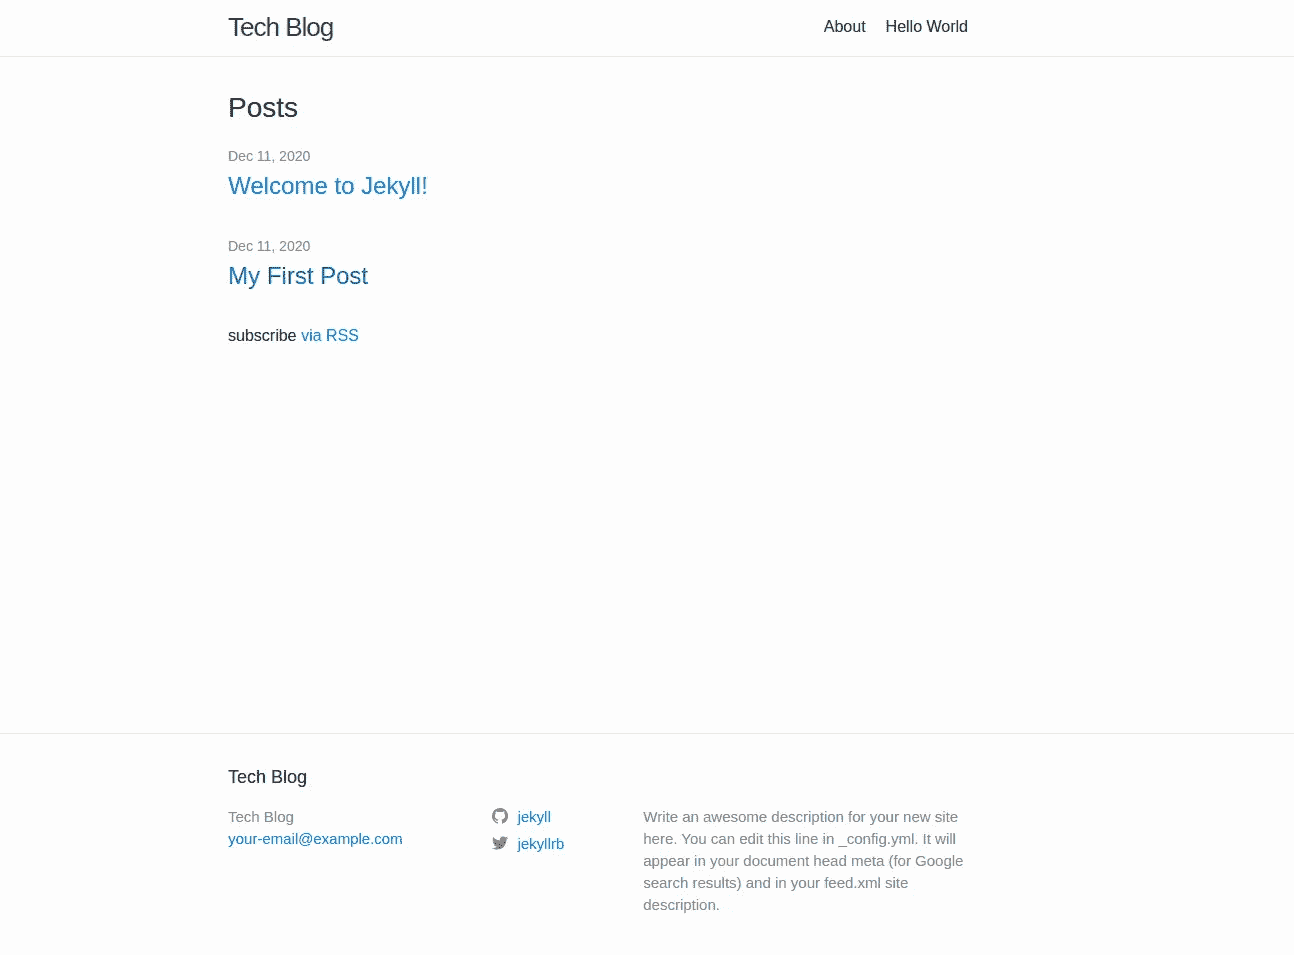 Tech Blog
About Hello World
Posts
Dec 11, 2020
Welcome to Jekyll!
Dec 11, 2020
My First Post
subscribe via RSS
Tech Blog
Tech Blog
your-email@example.com
jekyll
jekyllrb
Write an awesome description for your new site
here. You can edit this line in _config.yml. It will
appear in your document head meta (for Google
search results) and in your feed.xml site
description.